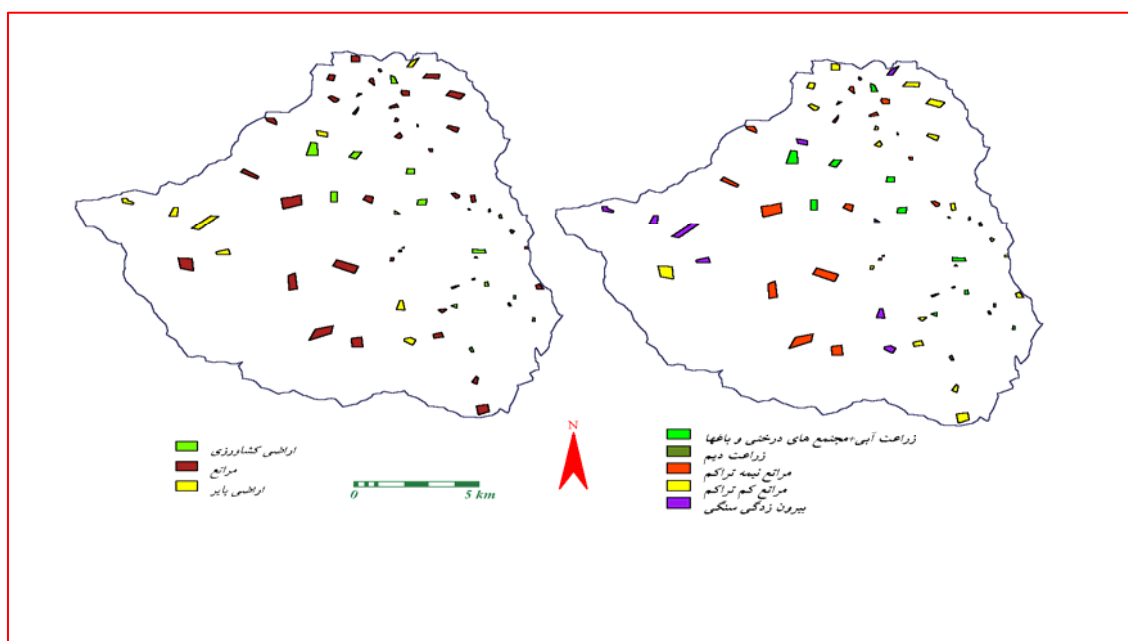 N
اراضی کشاورزی
مراتع
اراضی بایر
0 5 km
زراعت آبی+مجتمع های درختی و باغها
زراعت دیم
مراتع نیمه تراکم
مراتع کم تراکم
بیرون زدگی سنگی